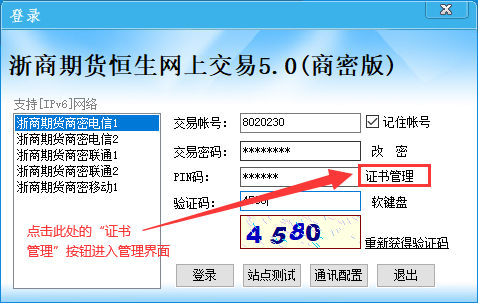 登录
浙商期货恒生网上交易5.0(商密版)
支持[IPv6]网络
浙商期货商密电信1
浙商期货商密电信2
浙商期货商密联通1
浙商期货商密联通2
浙商期货商密移动1
交易帐号： 8020230 记住帐号
交易密码： ******** 改 密
PIN码： ****** 证书管理
验证码： 4580 软键盘
点击此处的“证书
管理”按钮进入管理界面
4580 重新获得验证码
登录 站点测试 通讯配置 退出